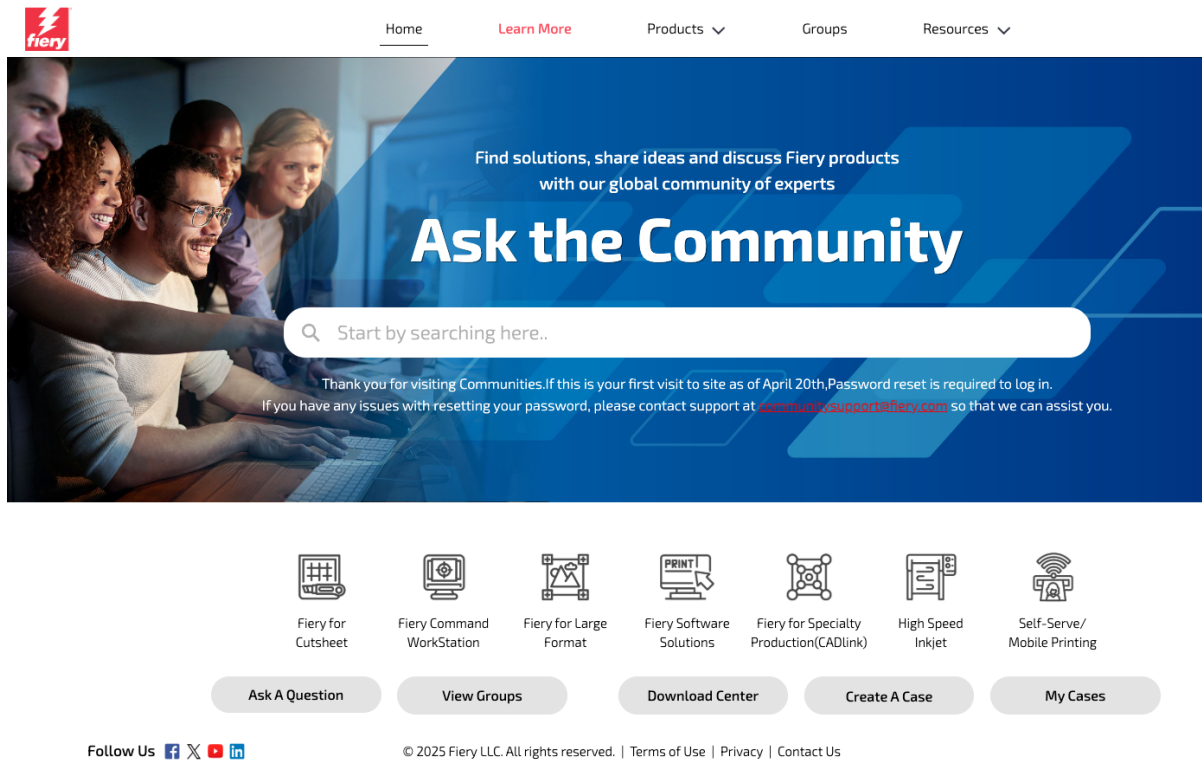 fiery
Home
Learn More
Products
Groups
Resources
Find solutions, share ideas and discuss Fiery products
with our global community of experts
Ask the Community
Start by searching here..
Thank you for visiting Communities.If this is your first visit to site as of April 20th,Password reset is required to log in.
If you have any issues with resetting your password, please contact support at communitysupport@fiery.com so that we can assist you.
PRINT
Fiery for
Cutsheet
Fiery Command
WorkStation
Fiery for Large
Format
Fiery Software
Solutions
Fiery for Specialty
Production(CADlink)
High Speed
Inkjet
Self-Serve/
Mobile Printing
Ask A Question
View Groups
Download Center
Create A Case
My Cases
Follow Us
© 2025 Fiery LLC. All rights reserved. | Terms of Use | Privacy | Contact Us